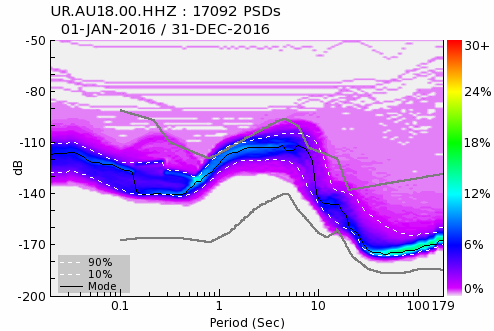 UR.AU18.00.HHZ : 17092 PSDs
01-JAN-2016 / 31-DEC-2016
-50
-80
-110
-140
-170
-200
dB
90%
10%
Mode
0.1 1 10 100 179
Period (Sec)
30+
24%
18%
12%
6%
0%